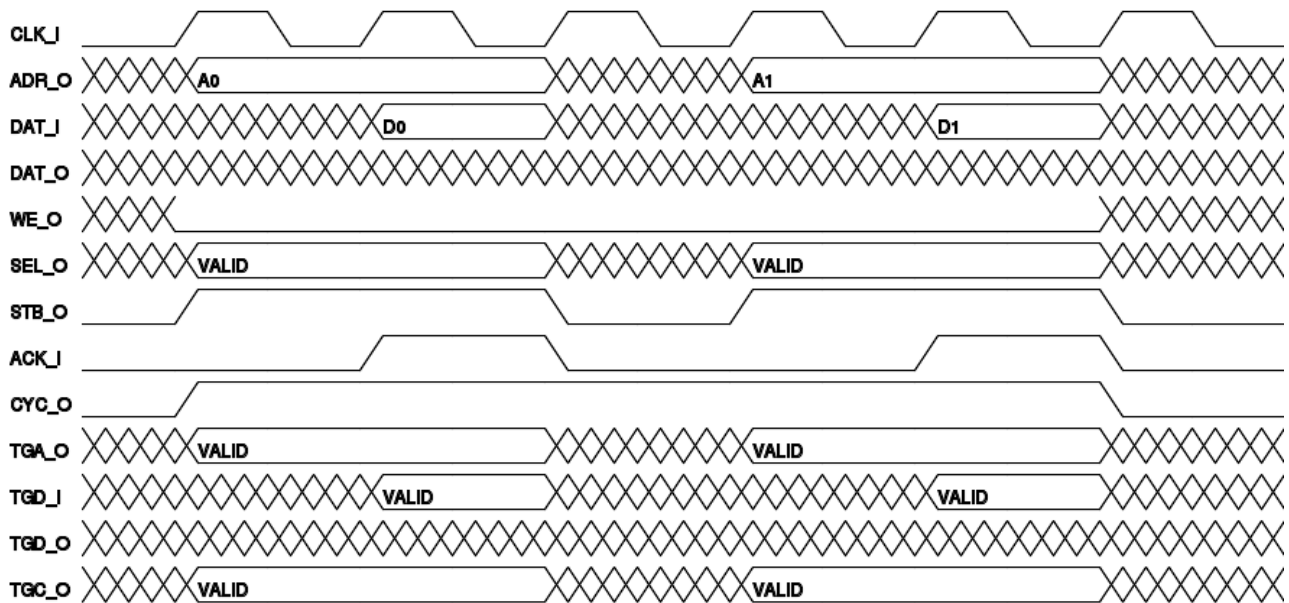 CLK_I
ADR_O A0 A1
DAT_I D0 D1
DAT_O
WE_O
SEL_O VALID VALID
STB_O
ACK_I
CYC_O
TGA_O VALID VALID
TGD_I VALID VALID
TGD_O
TGC_O VALID VALID